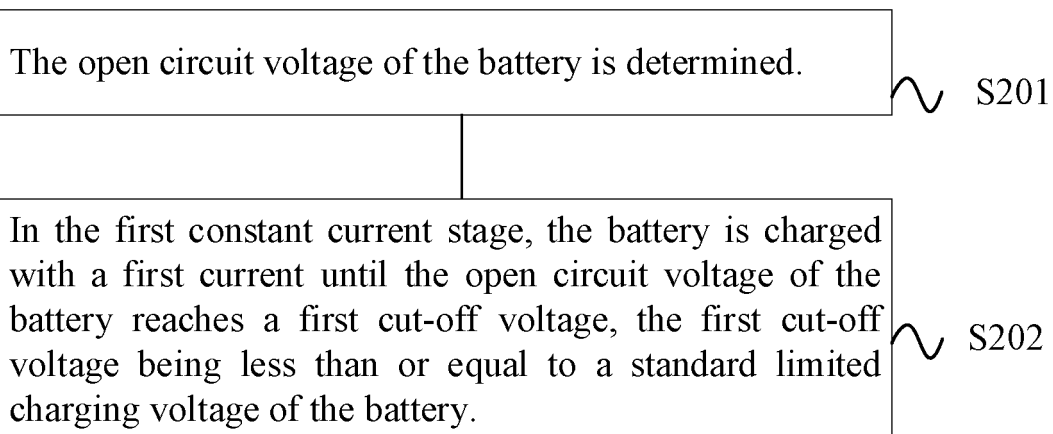 The open circuit voltage of the battery is determined.
S201
In the first constant current stage, the battery is charged
with a first current until the open circuit voltage of the
battery reaches a first cut-off voltage, the first cut-off
voltage being less than or equal to a standard limited
charging voltage of the battery.
S202